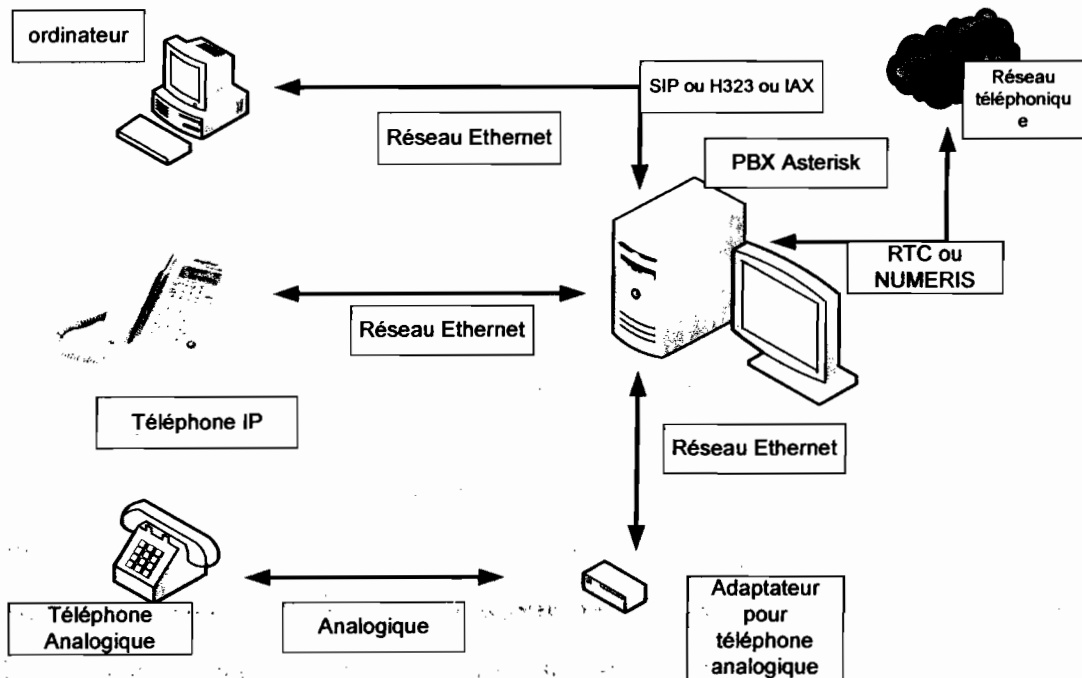 ordinateur
SIP ou H323 ou IAX
Réseau
téléphoniqu
e
Réseau Ethernet
PBX Asterisk
RTC ou
NUMERIS
Réseau Ethernet
Téléphone IP
Réseau Ethernet
Téléphone
Analogique
Analogique
Adaptateur
pour
téléphone
analogique